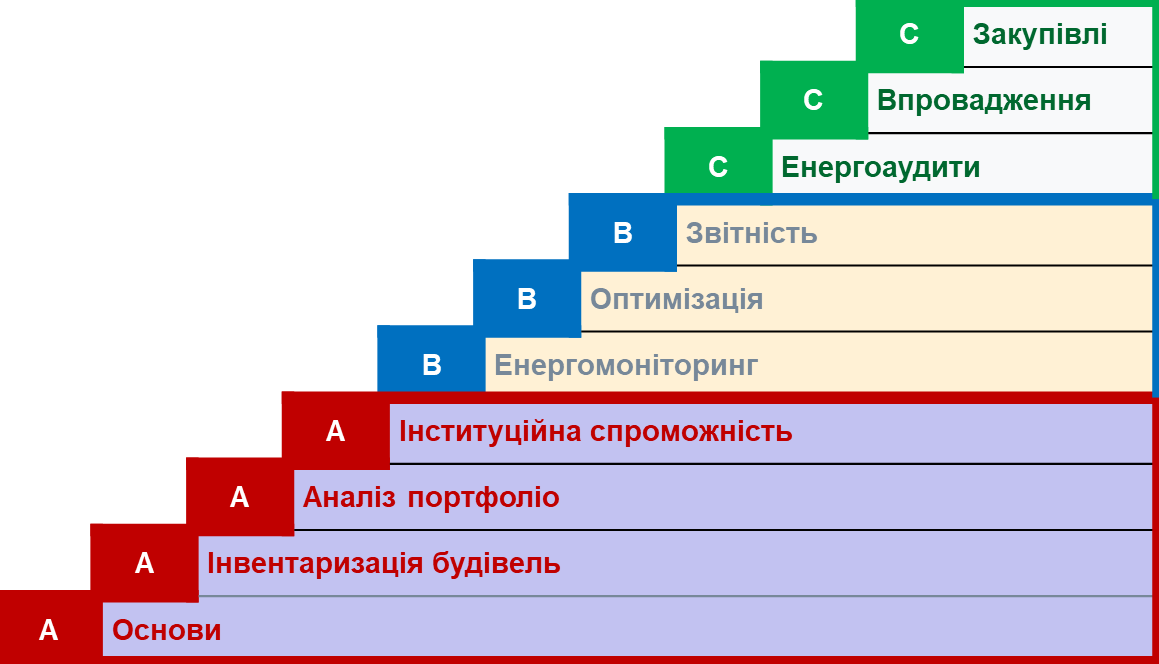 C Закупівлі
C Впровадження
C Енергоаудити
B Звітність
B Оптимізація
B Енергомоніторинг
A Інституційна спроможність
A Аналіз портфоліо
A Інвентаризація будівель
A Основи